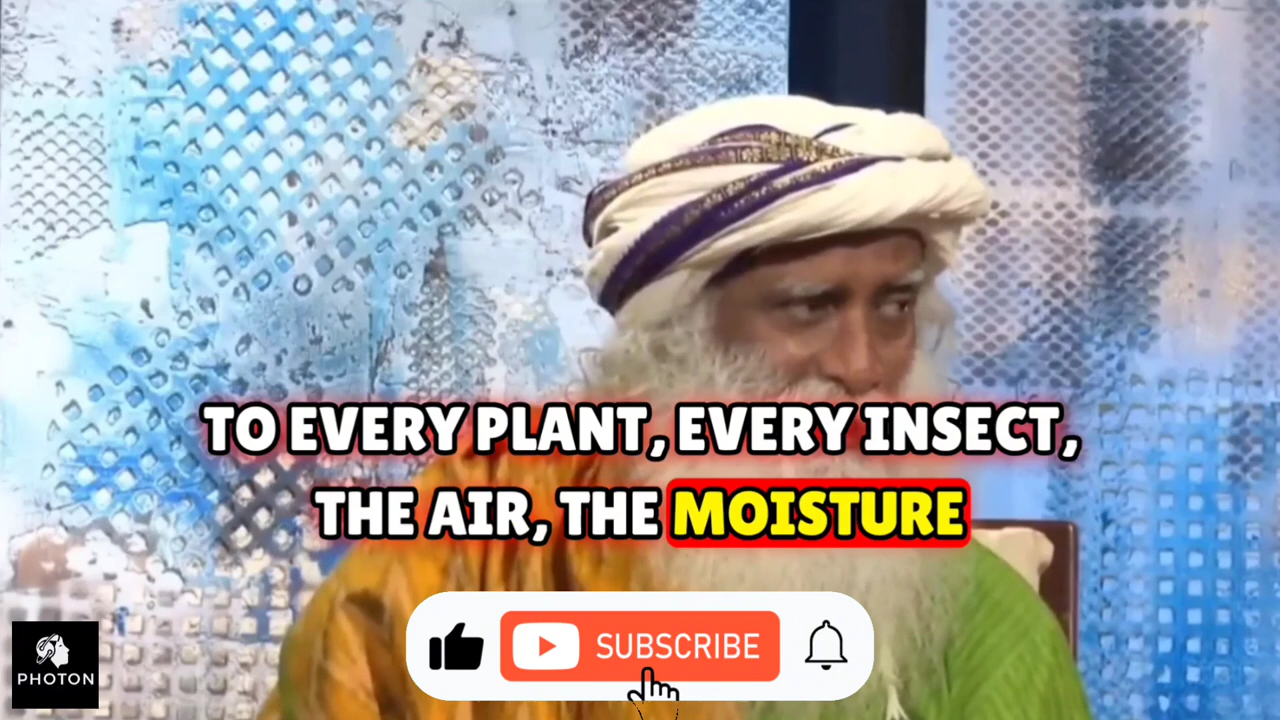 TO EVERY PLANT, EVERY INSECT,
THE AIR, THE MOISTURE
SUBSCRIBE
PHOTON